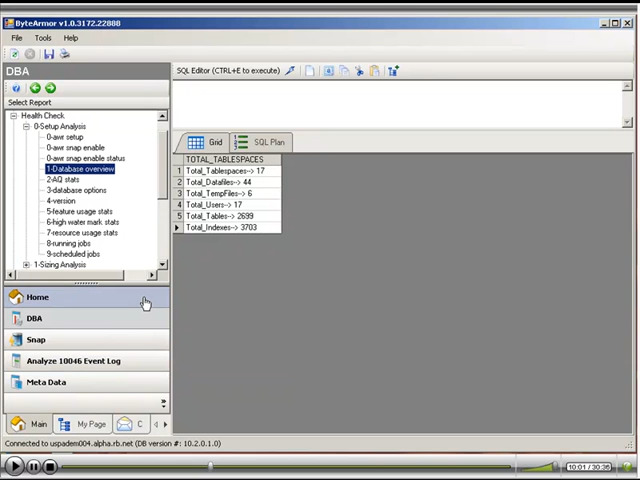 ByteArmor v1.0.3172.22888
File Tools Help
DBA
SQL Editor (CTRL+E to execute)
Select Report
Health Check
0-Setup Analysis
0-awr setup
0-awr snap enable
0-awr snap enable status
1-Database overview
2-AQ stats
3-database options
4-version
5-feature usage stats
6-high water mark stats
7-resource usage stats
8-running jobs
9-scheduled jobs
1-Sizing Analysis
Grid SQL Plan
TOTAL_TABLESPACES
1 Total_Tablespaces--> 17
2 Total_Datafiles--> 44
3 Total_TempFiles--> 6
4 Total_Users--> 17
5 Total_Tables--> 2699
Total_Indexes--> 3703
Home
DBA
Snap
Analyze 10046 Event Log
Meta Data
Main My Page C
Connected to uspadem004.alpha.rb.net (DB version #: 10.2.0.1.0)
10:01 / 30:36